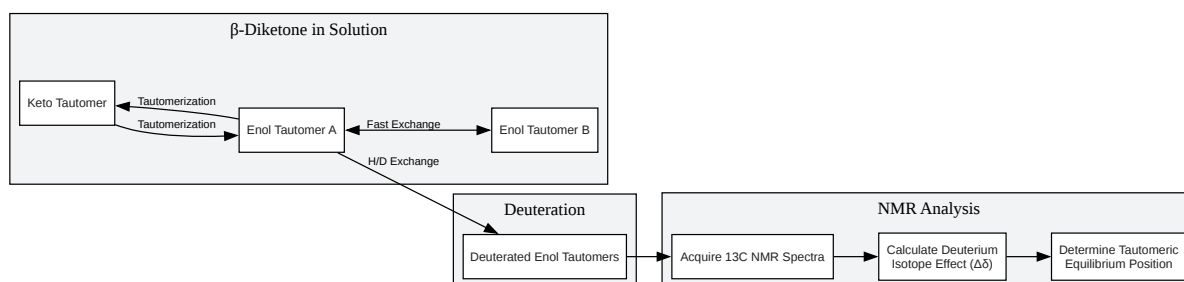 β-Diketone in Solution
Keto Tautomer
Tautomerization
Tautomerization
Enol Tautomer A
Fast Exchange
Enol Tautomer B
H/D Exchange
Deuteration
Deuterated Enol Tautomers
NMR Analysis
Acquire 13C NMR Spectra
Calculate Deuterium
Isotope Effect (Δδ)
Determine Tautomeric
Equilibrium Position